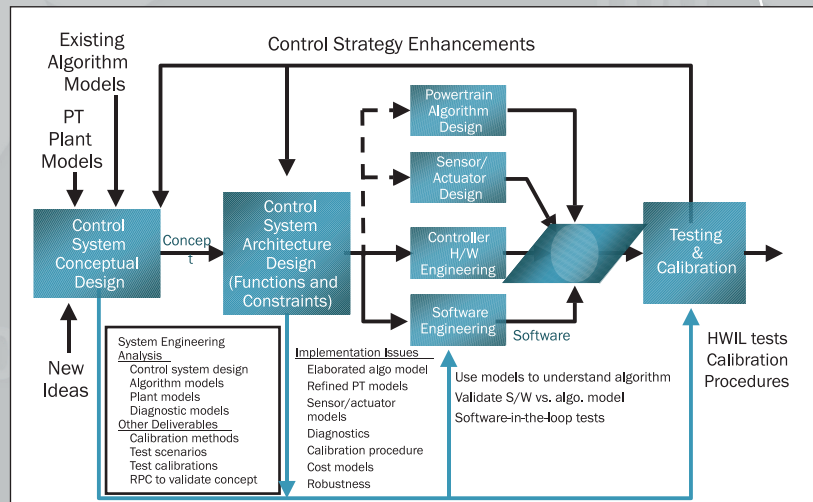 Existing
Algorithm
Models
Control Strategy Enhancements
PT
Plant
Models
Powertrain
Algorithm
Design
Sensor/
Actuator
Design
Control
System
Conceptual
Design
Concep
t
Control
System
Architecture
Design
(Functions and
Constraints)
Controller
H/W
Engineering
Testing
&
Calibration
Software
Engineering
Software
New
Ideas
System Engineering
Analysis
Control system design
Algorithm models
Plant models
Diagnostic models
Other Deliverables
Calibration methods
Test scenarios
Test calibrations
RPC to validate concept
Implementation Issues
Elaborated algo model
Refined PT models
Sensor/actuator
models
Diagnostics
Calibration procedure
Cost models
Robustness
Use models to understand algorithm
Validate S/W vs. algo. model
Software-in-the-loop tests
HWIL tests
Calibration
Procedures